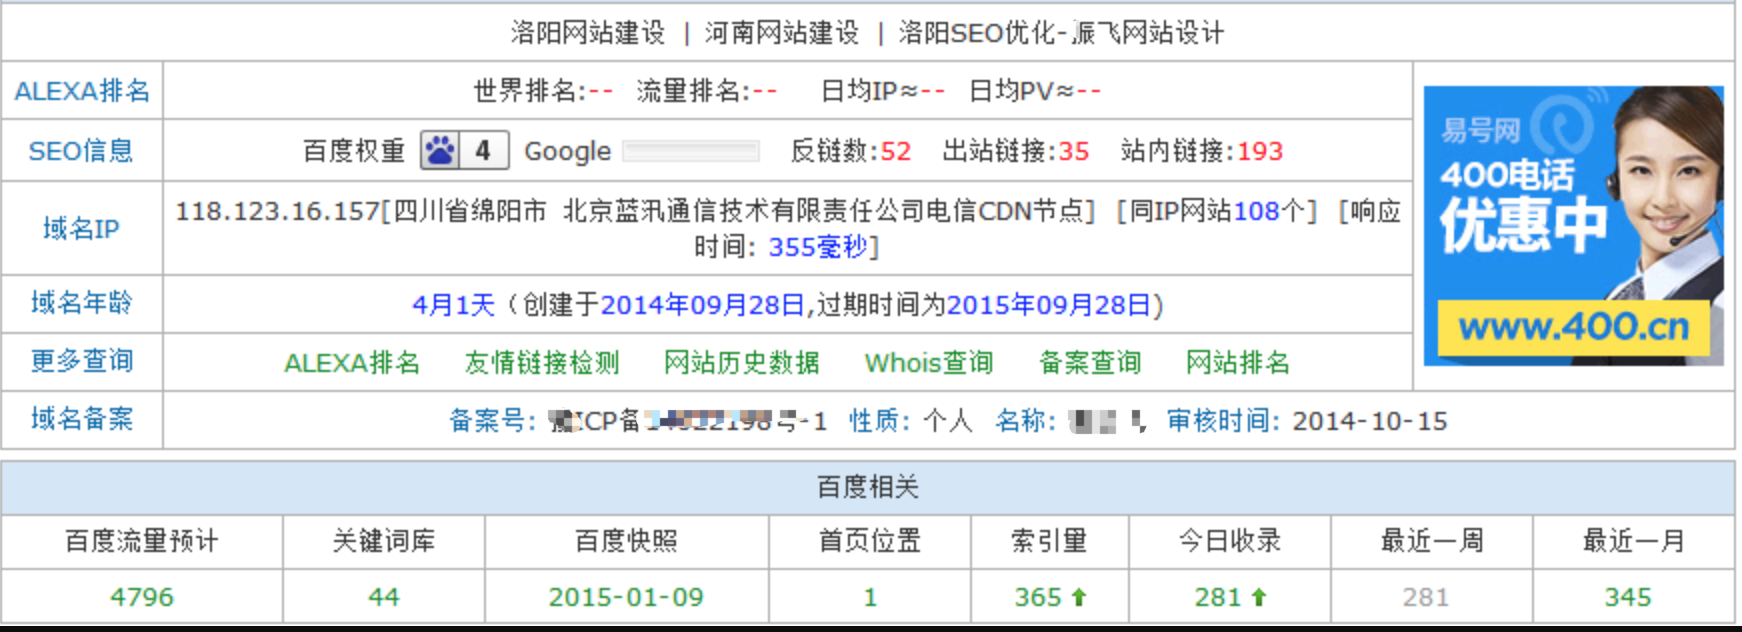 洛阳网站建设 | 河南网站建设 | 洛阳SEO优化-振飞网站设计
ALEXA排名 世界排名:-- 流量排名:-- 日均IP≈-- 日均PV≈--
SEO信息 百度权重 4 Google 反链数:52 出站链接:35 站内链接:193
域名IP 118.123.16.157[四川省绵阳市 北京蓝汛通信技术有限责任公司电信CDN节点] [同IP网站108个] [响应
时间: 355毫秒]
域名年龄 4月1天 (创建于2014年09月28日,过期时间为2015年09月28日)
更多查询 ALEXA排名 友情链接检测 网站历史数据 Whois查询 备案查询 网站排名
易号网
400电话
优惠中
www.400.cn
域名备案 备案号: ICP备 号-1 性质: 个人 名称: 审核时间: 2014-10-15
百度相关
百度流量预计 关键词库 百度快照 首页位置 索引量 今日收录 最近一周 最近一月
4796 44 2015-01-09 1 365 281 281 345